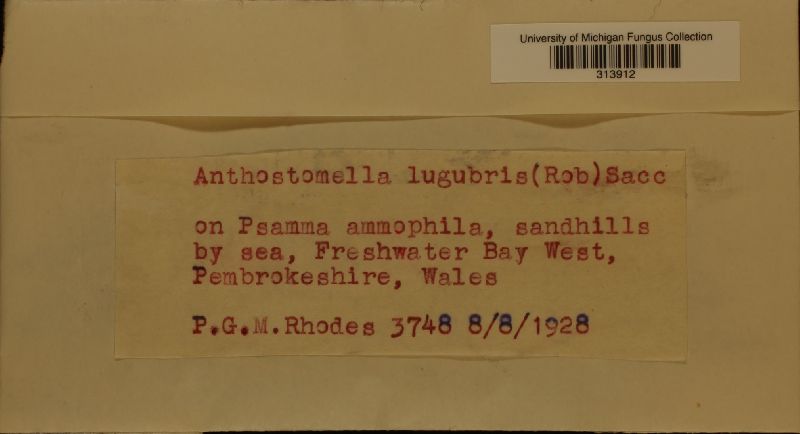 University of Michigan Fungus Collection
313912
Anthostomella lugubris(Rob)Sacc
on Psamma ammophila, sandhills
by sea, Freshwater Bay West,
Pembrokeshire, Wales
P.G.M.Rhodes 3748 8/8/1928